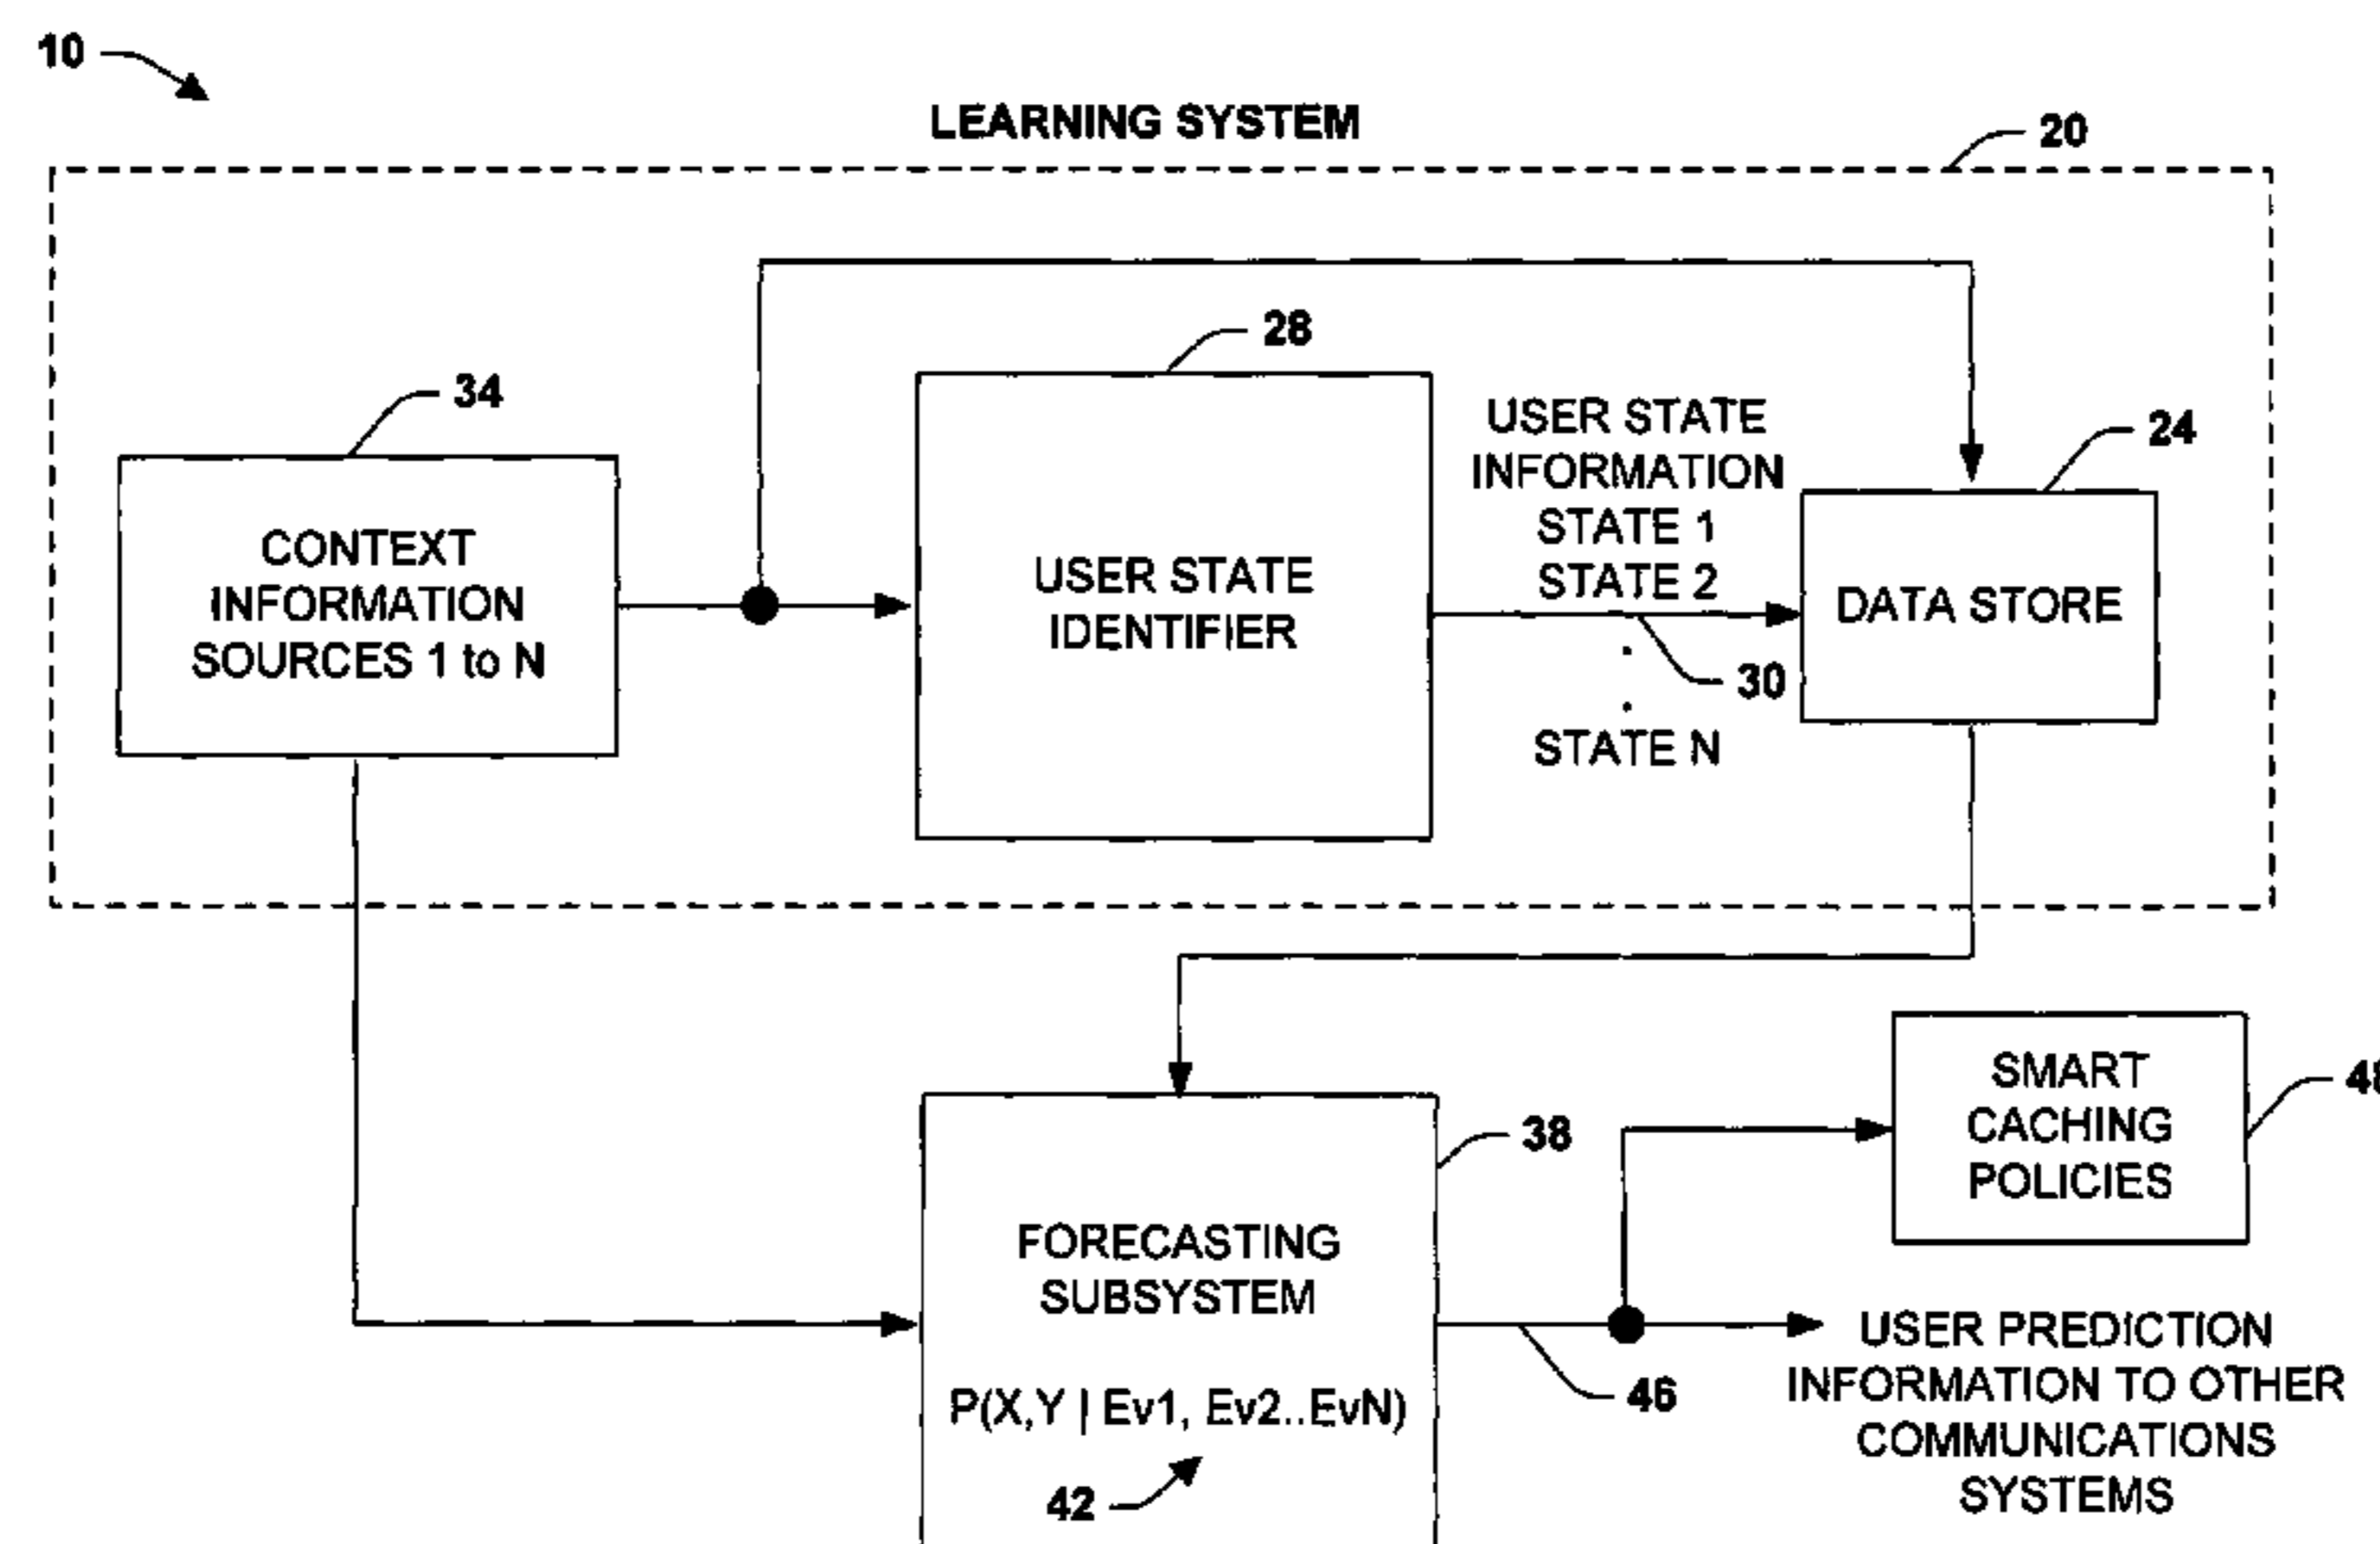 10
LEARNING SYSTEM
20
28
34
USER STATE
INFORMATION
STATE 1
STATE 2
.
.
STATE N
24
CONTEXT
INFORMATION
SOURCES 1 to N
USER STATE
IDENTIFIER
DATA STORE
30
SMART
CACHING
POLICIES
38
FORECASTING
SUBSYSTEM
P(X,Y | Ev1, Ev2..EvN)
42
46
USER PREDICTION
INFORMATION TO OTHER
COMMUNICATIONS
SYSTEMS